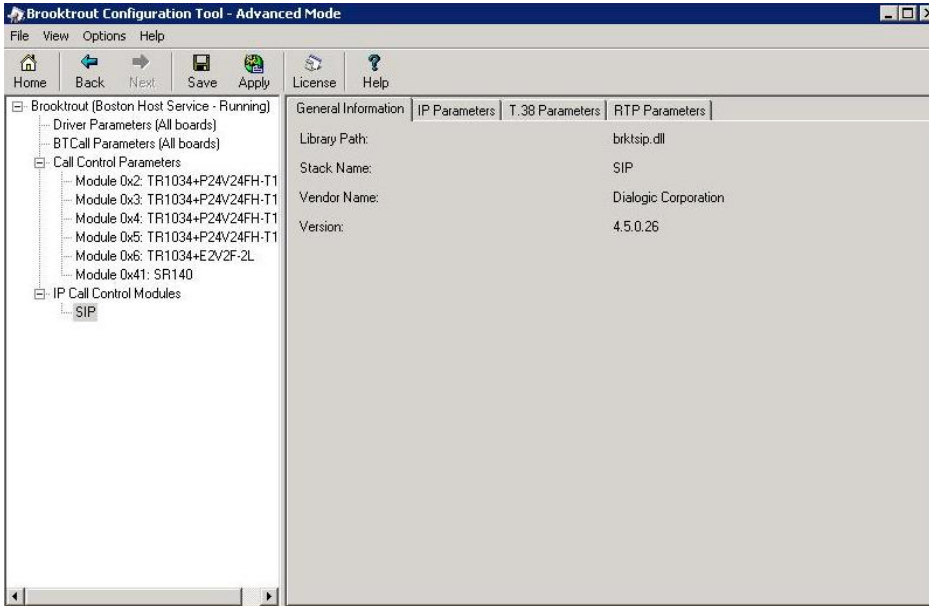 Brooktrout Configuration Tool - Advanced Mode
File View Options Help
Home Back Next Save Apply License Help
Brooktrout (Boston Host Service - Running)
Driver Parameters (All boards)
BTCall Parameters (All boards)
Call Control Parameters
Module 0x2: TR1034+P24V24FH-T1
Module 0x3: TR1034+P24V24FH-T1
Module 0x4: TR1034+P24V24FH-T1
Module 0x5: TR1034+P24V24FH-T1
Module 0x6: TR1034+E2V2F-2L
Module 0x41: SR140
IP Call Control Modules
SIP
General Information IP Parameters T.38 Parameters RTP Parameters
Library Path: brktsip.dll
Stack Name: SIP
Vendor Name: Dialogic Corporation
Version: 4.5.0.26